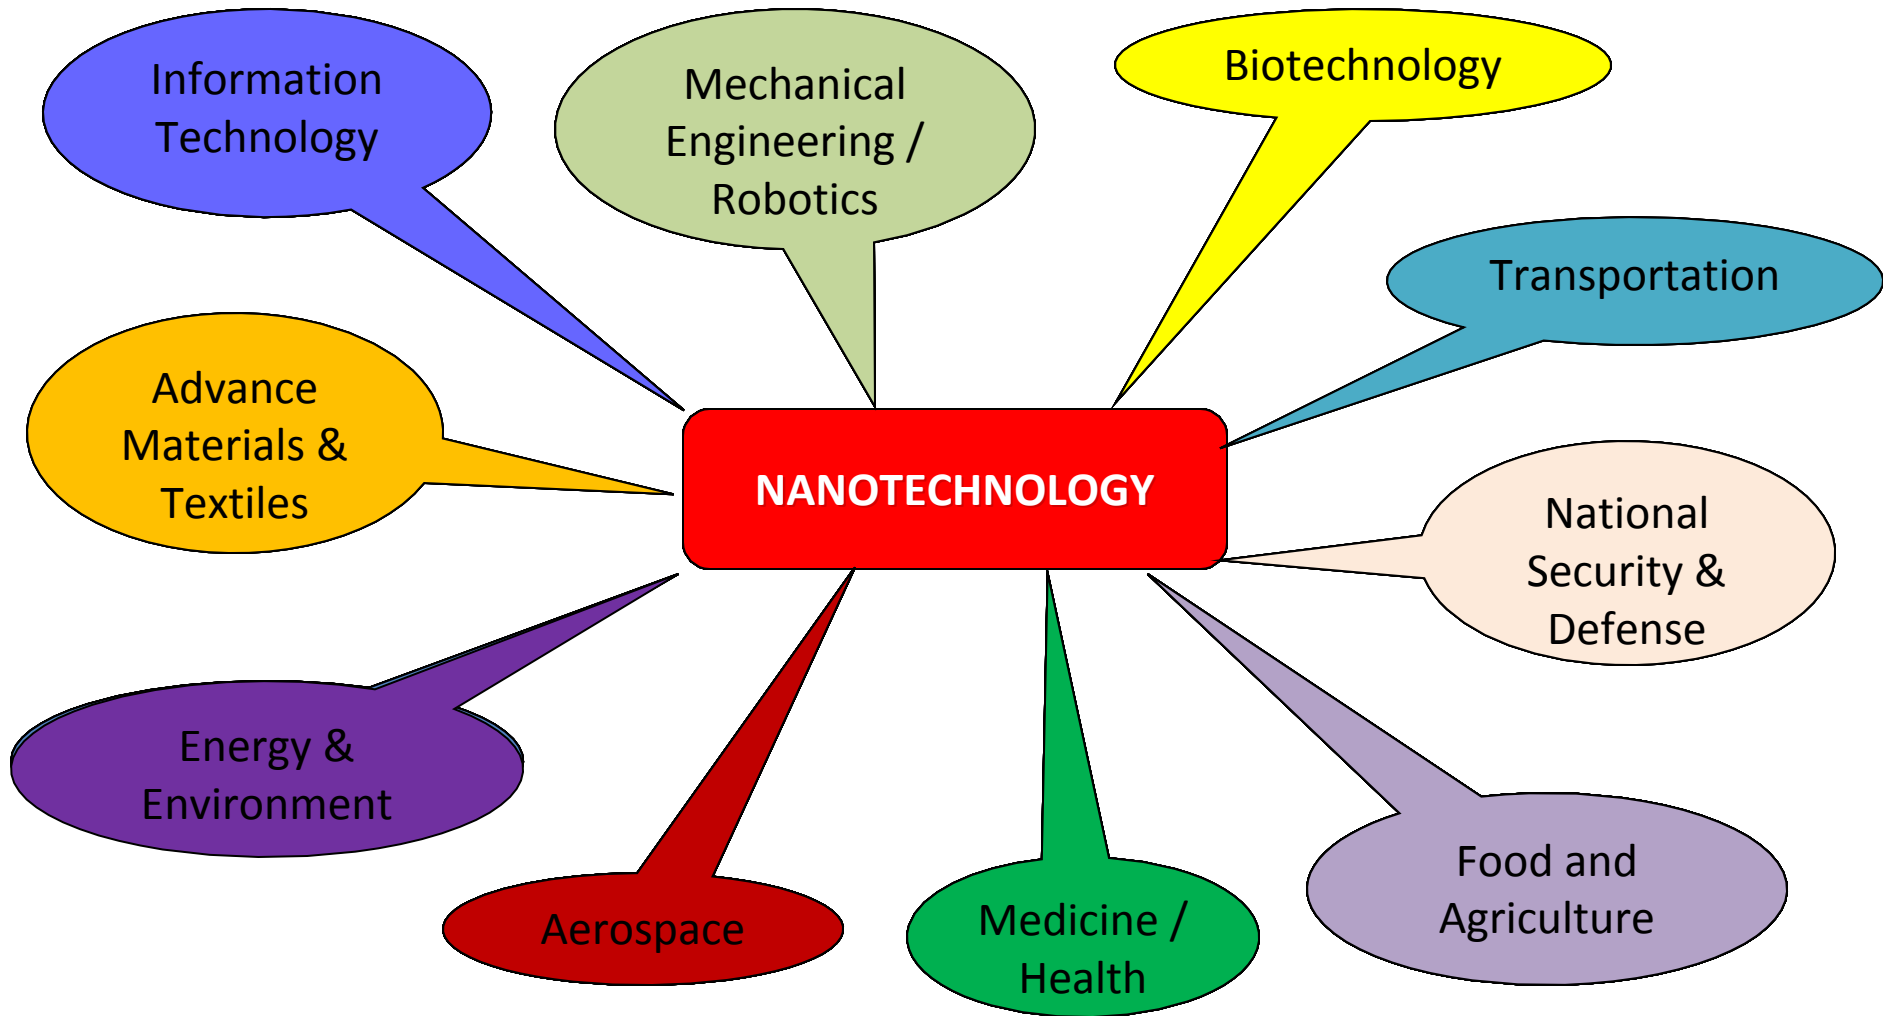 Information
Technology
Mechanical
Engineering /
Robotics
Biotechnology
Transportation
Advance
Materials &
Textiles
NANOTECHNOLOGY
National
Security &
Defense
Energy &
Environment
Aerospace
Medicine /
Health
Food and
Agriculture